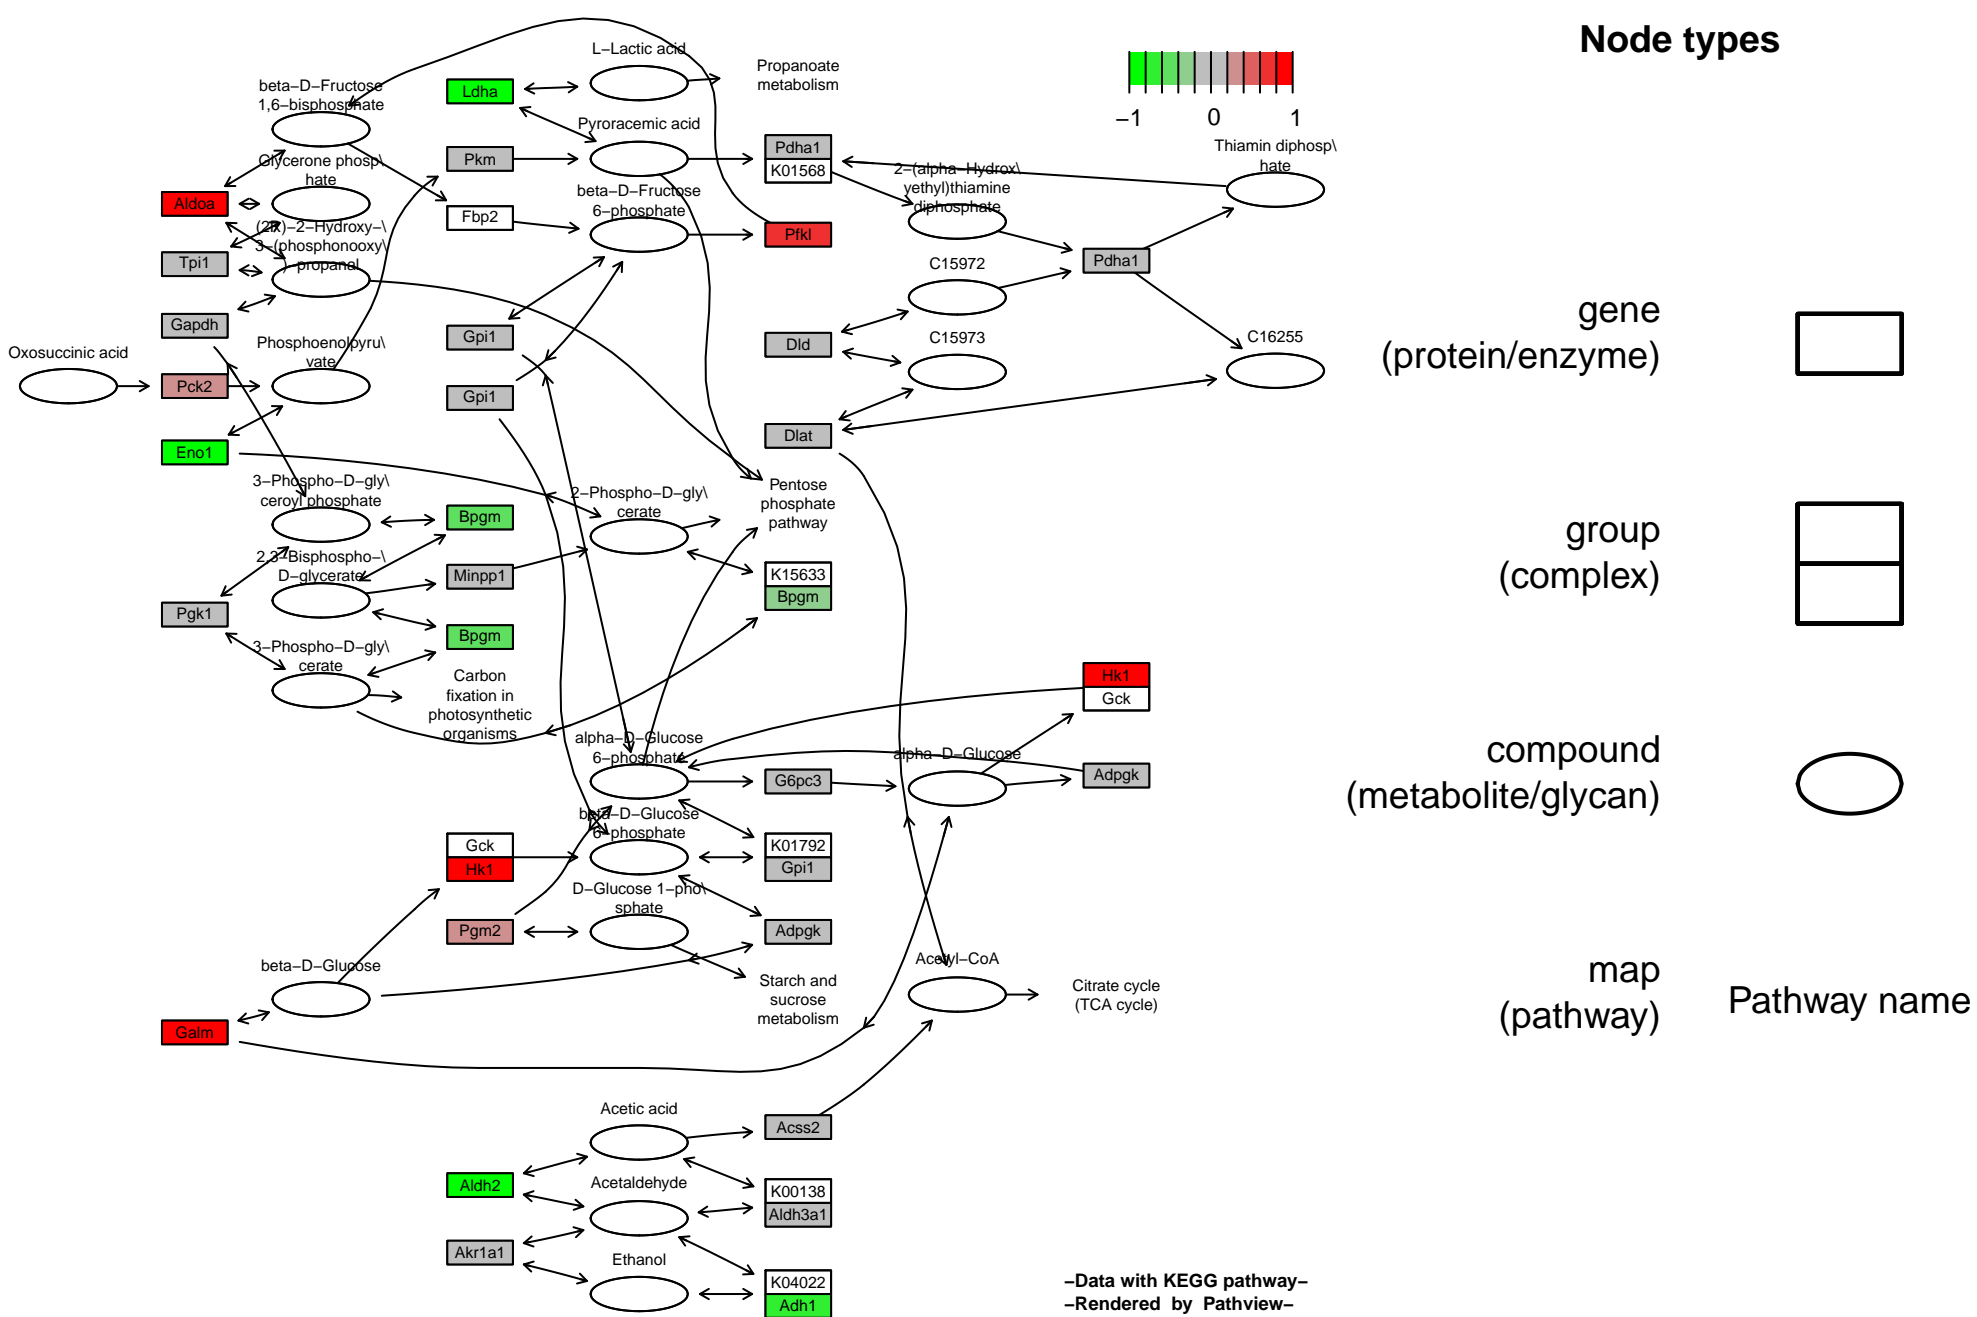 Node types
−1
0
1
L−Lactic acid
Propanoate
metabolism
beta−D−Fructose
1,6−bisphosphate
Ldha
Pyroracemic acid
Pkm
Pdha1
K01568
Thiamin diphosp\
hate
Glycerone phosp\
hate
2−(alpha−Hydrox\
yethyl)thiamine
diphosphate
Aldoa
beta−D−Fructose
6−phosphate
Fbp2
Pfkl
3−(phosphonooxy\
)−propanal
Tpi1
Pdha1
C15972
Gapdh
Gpi1
Dld
C15973
C16255
gene
(protein/enzyme)
Oxosuccinic acid
Phosphoenolpyru\
vate
Pck2
Gpi1
Dlat
Eno1
3−Phospho−D−gly\
ceroyl phosphate
2−Phospho−D−gly\
cerate
Pentose
phosphate
pathway
Bpgm
group
(complex)
2,3−Bisphospho−\
D−glycerate
Minpp1
K15633
Bpgm
Pgk1
Bpgm
3−Phospho−D−gly\
cerate
Carbon
fixation in
photosynthetic
organisms
Hk1
Gck
alpha−D−Glucose
6−phosphate
alpha−D−Glucose
G6pc3
Adpgk
compound
(metabolite/glycan)
beta−D−Glucose
6−phosphate
Gck
Hk1
K01792
Gpi1
D−Glucose 1−pho\
sphate
Pgm2
Adpgk
beta−D−Glucose
Starch and
sucrose
metabolism
Acetyl−CoA
Citrate cycle
(TCA cycle)
map
(pathway)
Pathway name
Galm
Acetic acid
Acss2
Aldh2
Acetaldehyde
K00138
Aldh3a1
Akr1a1
Ethanol
K04022
Adh1
−Data with KEGG pathway−
−Rendered by Pathview−